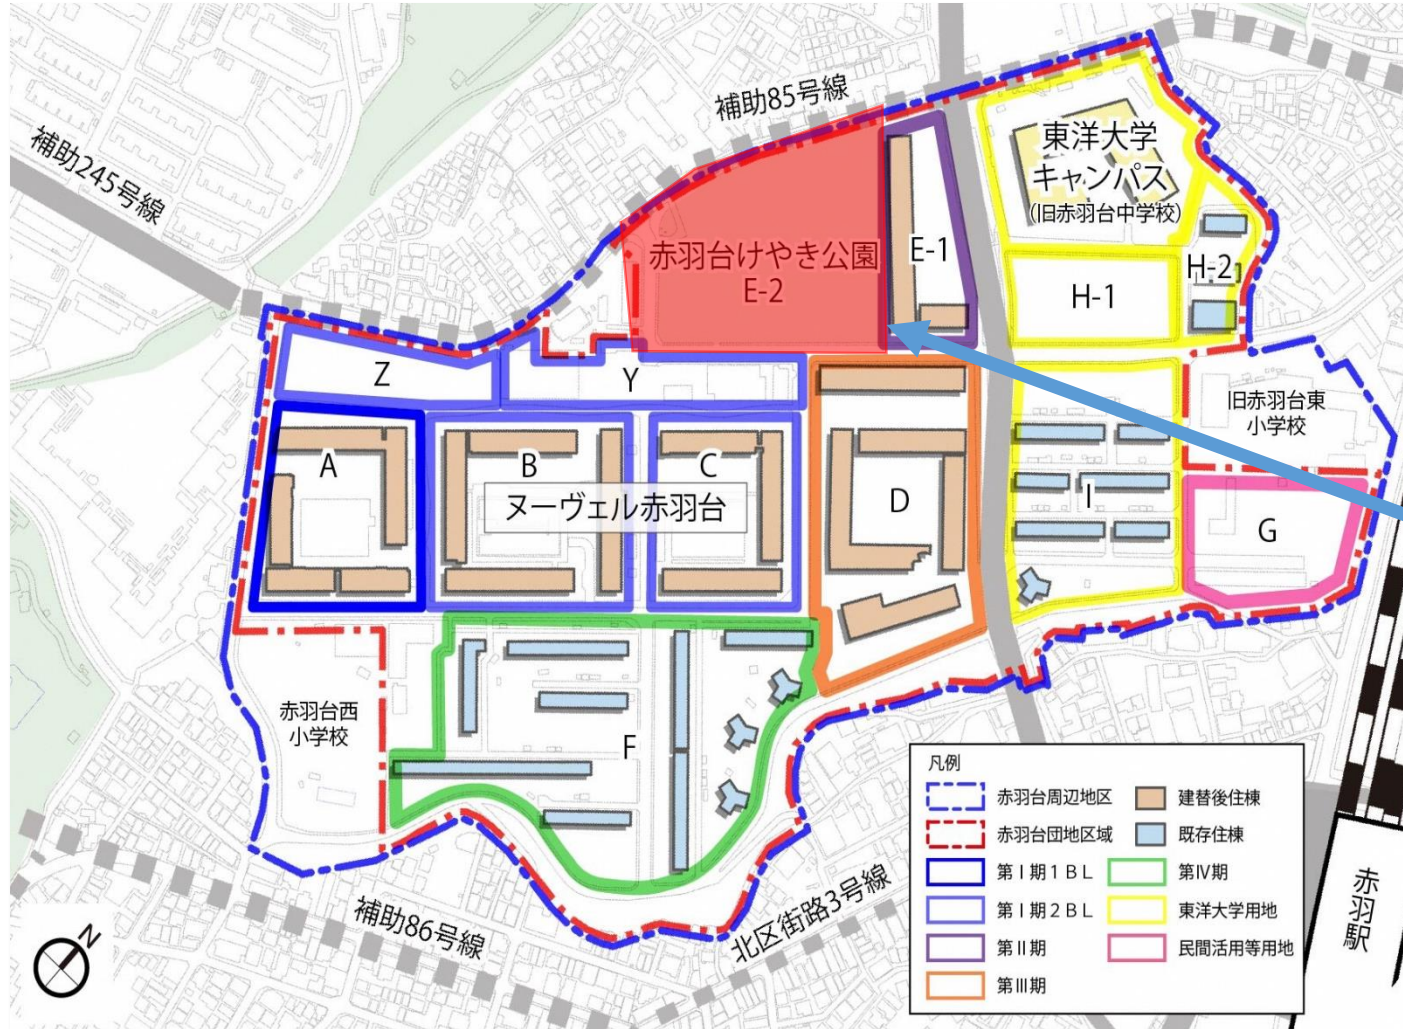 補助85号線
補助245号線
東洋大学
キャンパス
(旧赤羽台中学校)
赤羽台けやき公園
E-2
E-1
H-1
H-2
Z
Y
旧赤羽台東
小学校
A
B
C
D
I
G
ヌーヴェル赤羽台
赤羽台西
小学校
F
補助86号線
北区街路3号線
赤羽駅
N
凡例
赤羽台周辺地区
建替後住棟
赤羽台団地区域
既存住棟
第Ⅰ期1BL
第Ⅳ期
第Ⅰ期2BL
東洋大学用地
第Ⅱ期
民間活用等用地
第Ⅲ期